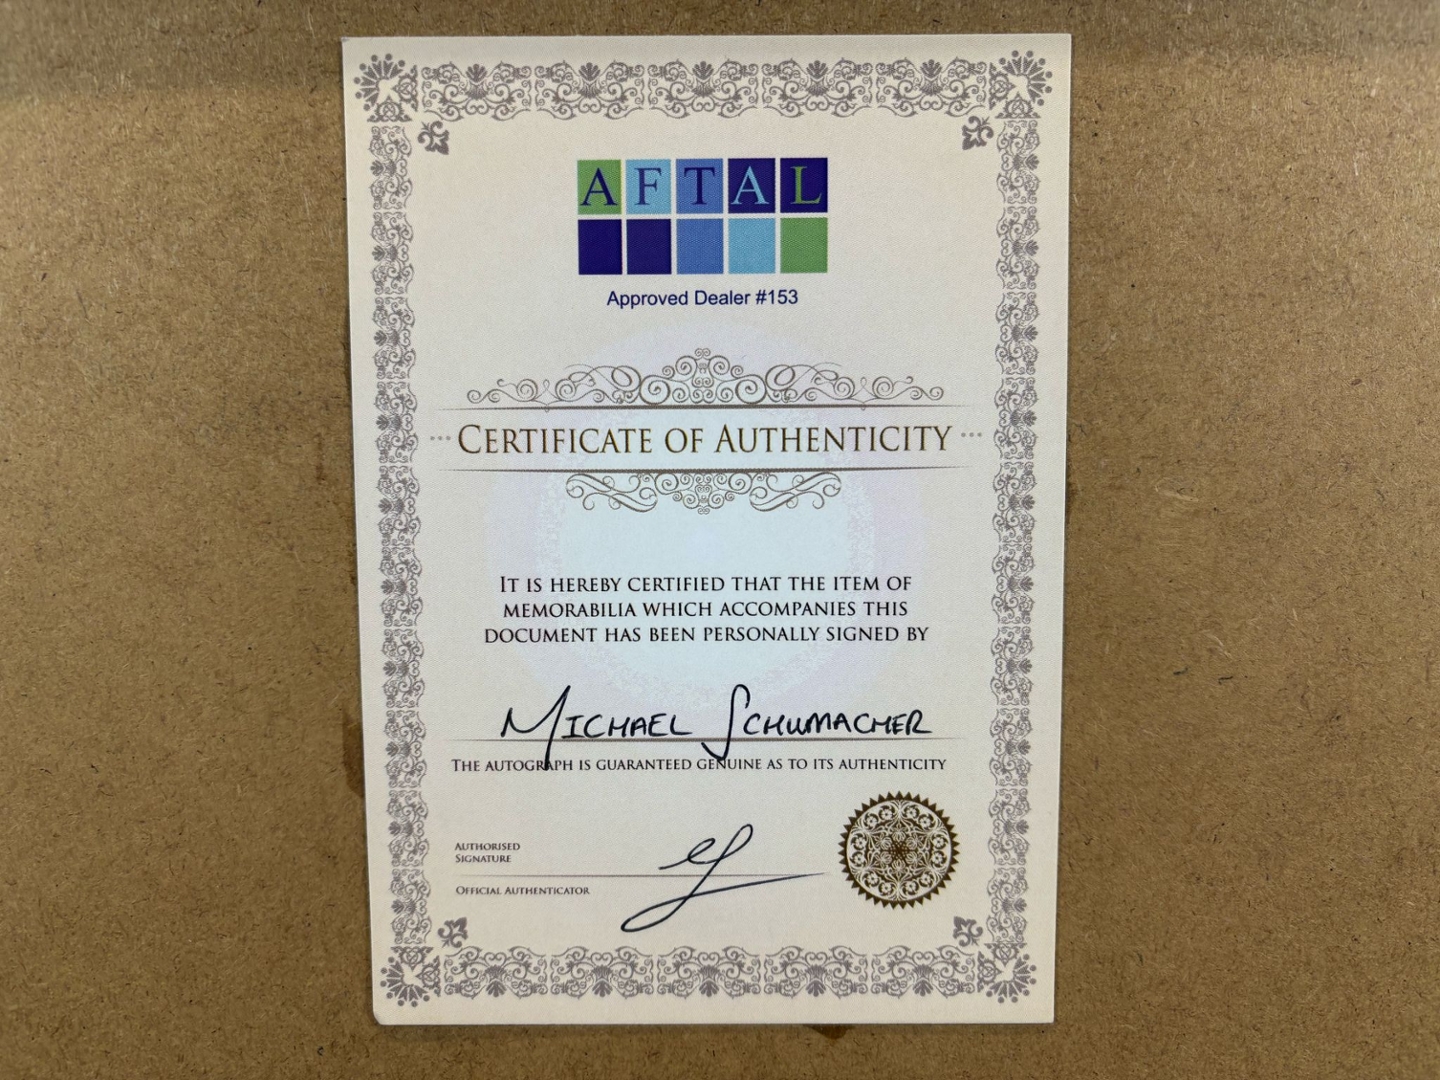 AFTAL
Approved Dealer #153
CERTIFICATE OF AUTHENTICITY
IT IS HEREBY CERTIFIED THAT THE ITEM OF
MEMORABILIA WHICH ACCOMPANIES THIS
DOCUMENT HAS BEEN PERSONALLY SIGNED BY
MICHAEL SCHUMACHER
THE AUTOGRAPH IS GUARANTEED GENUINE AS TO ITS AUTHENTICITY
AUTHORISED
SIGNATURE
OFFICIAL AUTHENTICATOR